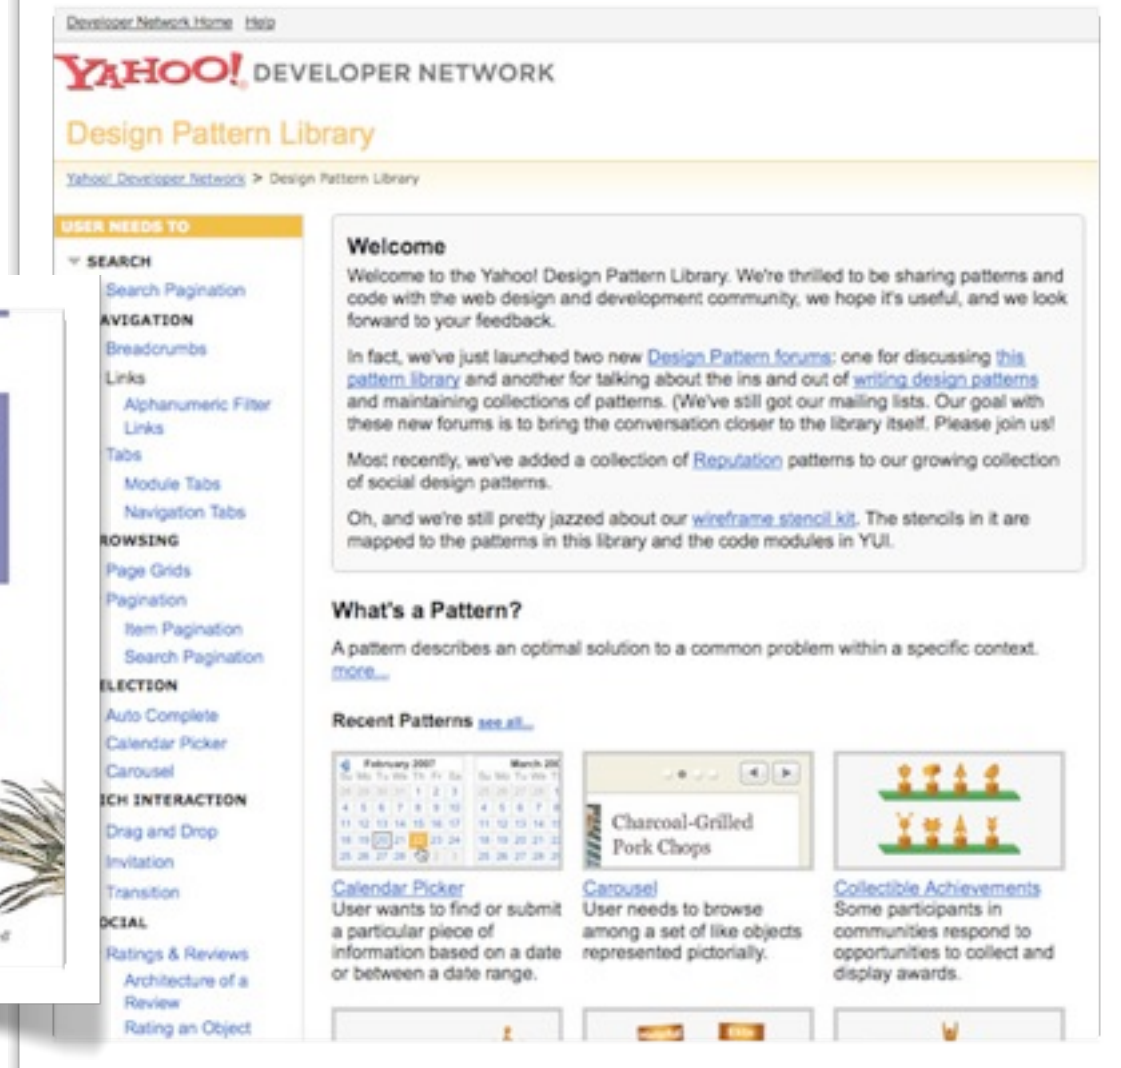 Developer Network Home Help
YAHOO! DEVELOPER NETWORK
Design Pattern Library
Yahoo! Developer Network > Design Pattern Library
USER NEEDS TO
SEARCH
Search Pagination
AVIGATION
Breadcrumbs
Links
Alphanumeric Filter
Links
Tabs
Module Tabs
Navigation Tabs
ROWSING
Page Grids
Pagination
Item Pagination
Search Pagination
ELECTION
Auto Complete
Calendar Picker
Carousel
ICH INTERACTION
Drag and Drop
Invitation
Transition
OCIAL
Ratings & Reviews
Architecture of a
Review
Rating an Object
Welcome
Welcome to the Yahoo! Design Pattern Library. We're thrilled to be sharing patterns and
code with the web design and development community, we hope it's useful, and we look
forward to your feedback.
In fact, we've just launched two new Design Pattern forums: one for discussing this
pattern library and another for talking about the ins and out of writing design patterns
and maintaining collections of patterns. (We've still got our mailing lists. Our goal with
these new forums is to bring the conversation closer to the library itself. Please join us!
Most recently, we've added a collection of Reputation patterns to our growing collection
of social design patterns.
Oh, and we're still pretty jazzed about our wireframe stencil kit. The stencils in it are
mapped to the patterns in this library and the code modules in YUI.
What's a Pattern?
A pattern describes an optimal solution to a common problem within a specific context.
more...
Recent Patterns see all...
February 2007
March 200
Charcoal-Grilled
Pork Chops
Calendar Picker
User wants to find or submit
a particular piece of
information based on a date
or between a date range.
Carousel
User needs to browse
among a set of like objects
represented pictorially.
Collectible Achievements
Some participants in
communities respond to
opportunities to collect and
display awards.